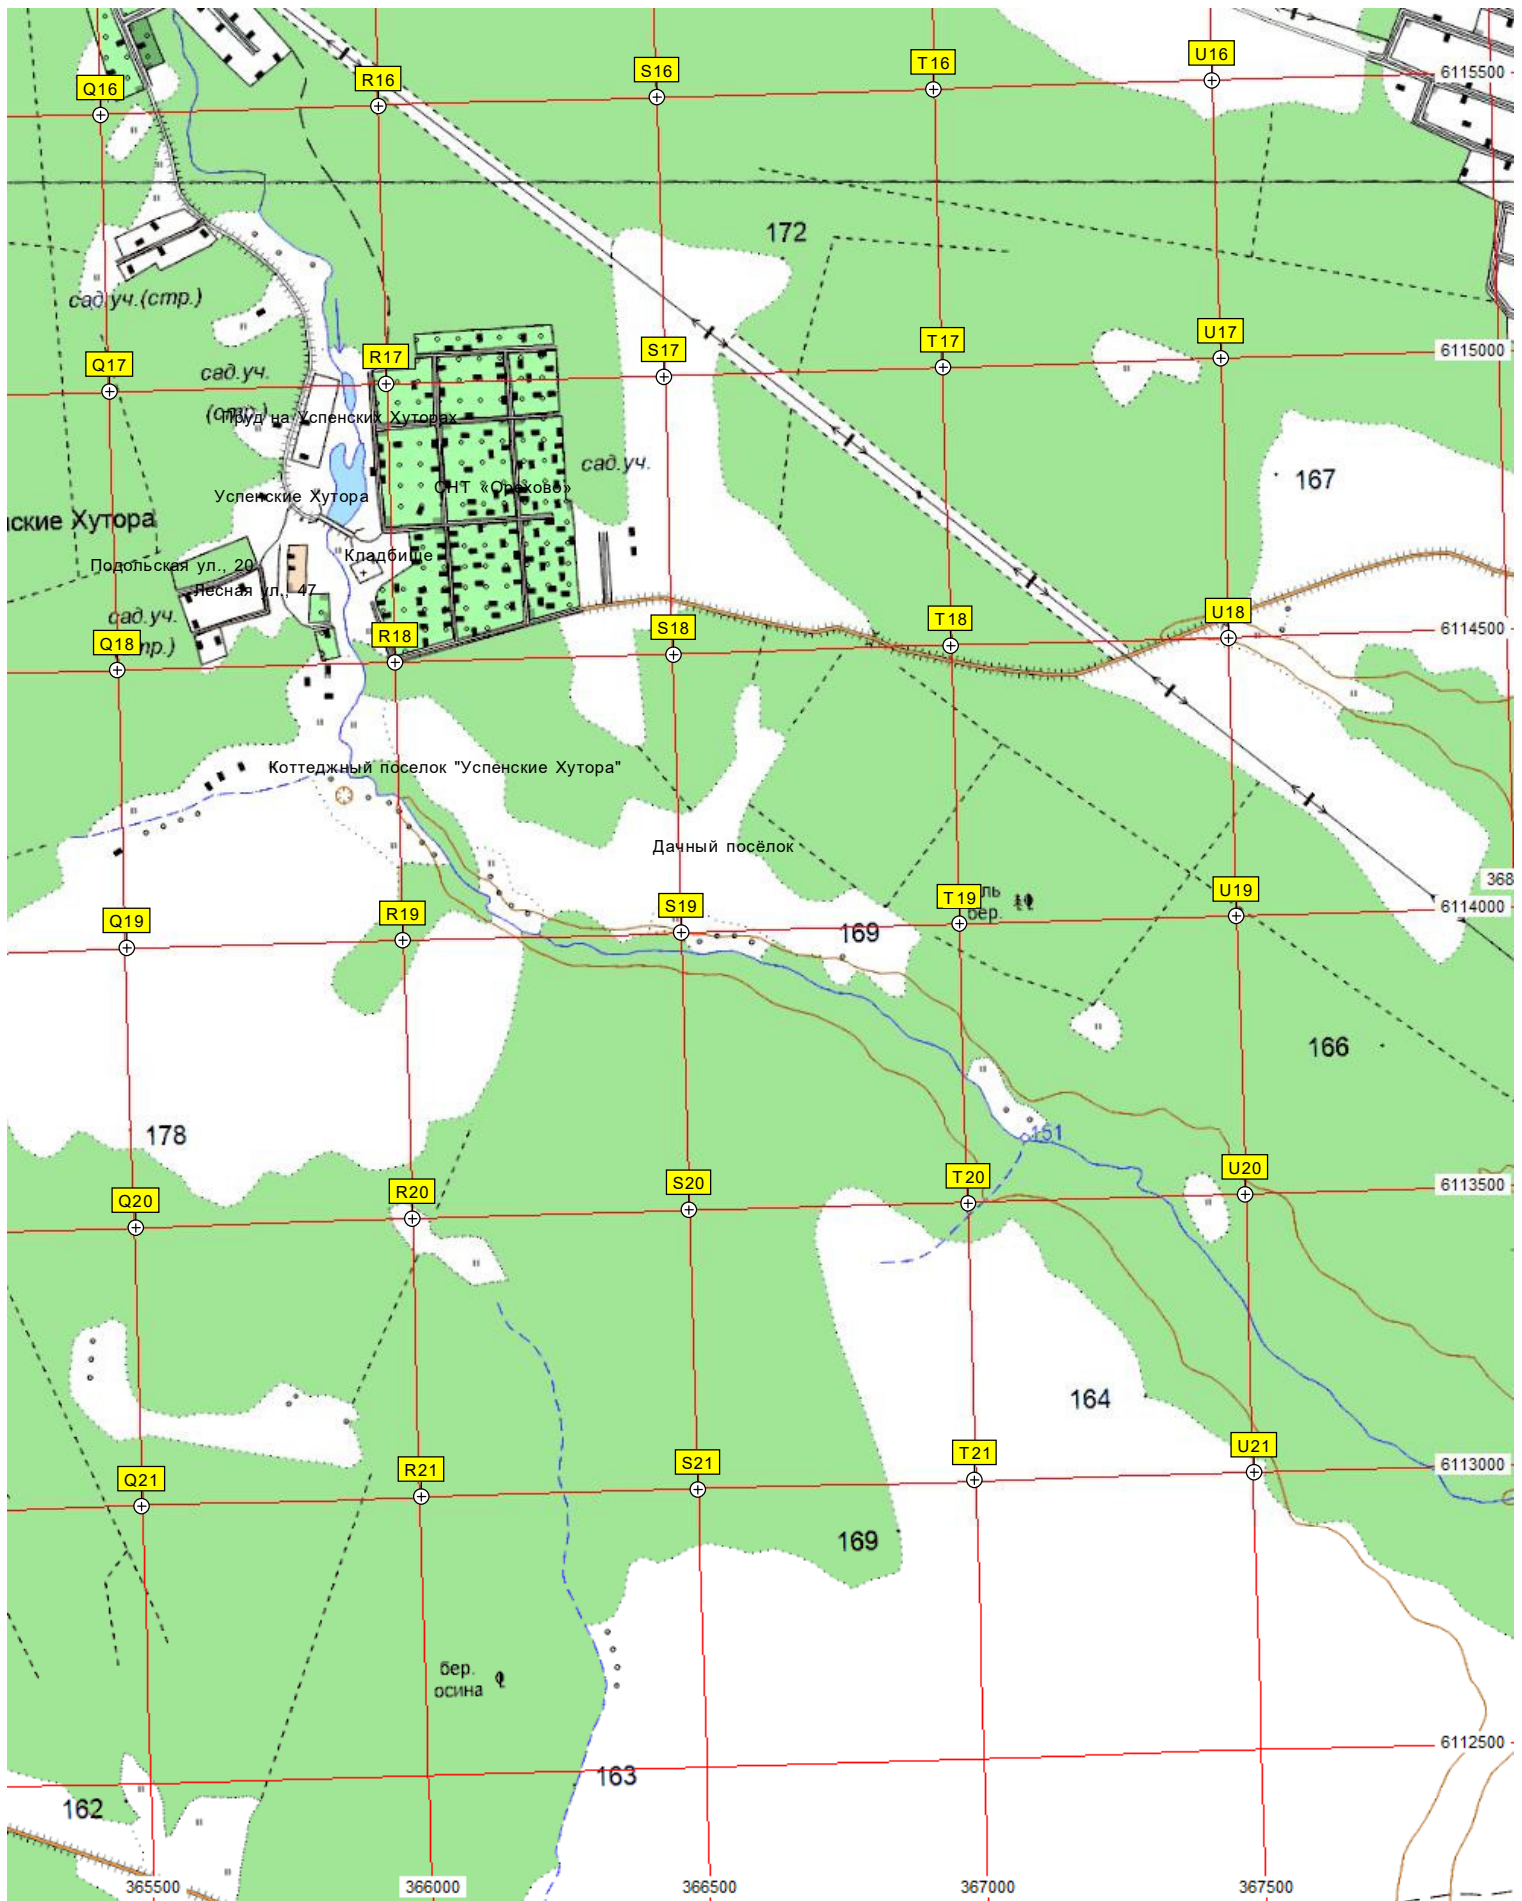 Q16
R16
S16
T16
U16
6115500
172
сад.уч.(стр.)
Q17
R17
S17
T17
U17
6115000
сад.уч.
(стр.)
Пруд на Успенских Хуторах
сад.уч.
167
Успенские Хутора
СНТ «Орехово»
ские Хутора
Кладбище
Подольская ул., 20
Лесная ул., 47
сад.уч.
Q18
R18
S18
T18
U18
6114500
Коттеджный поселок "Успенские Хутора"
Дачный посёлок
368
Q19
R19
S19
169
T19
ль
бер.
U19
6114000
166
178
151
Q20
R20
S20
T20
U20
6113500
164
Q21
R21
S21
T21
U21
6113000
169
бер.
осина
6112500
163
162
365500
366000
366500
367000
367500